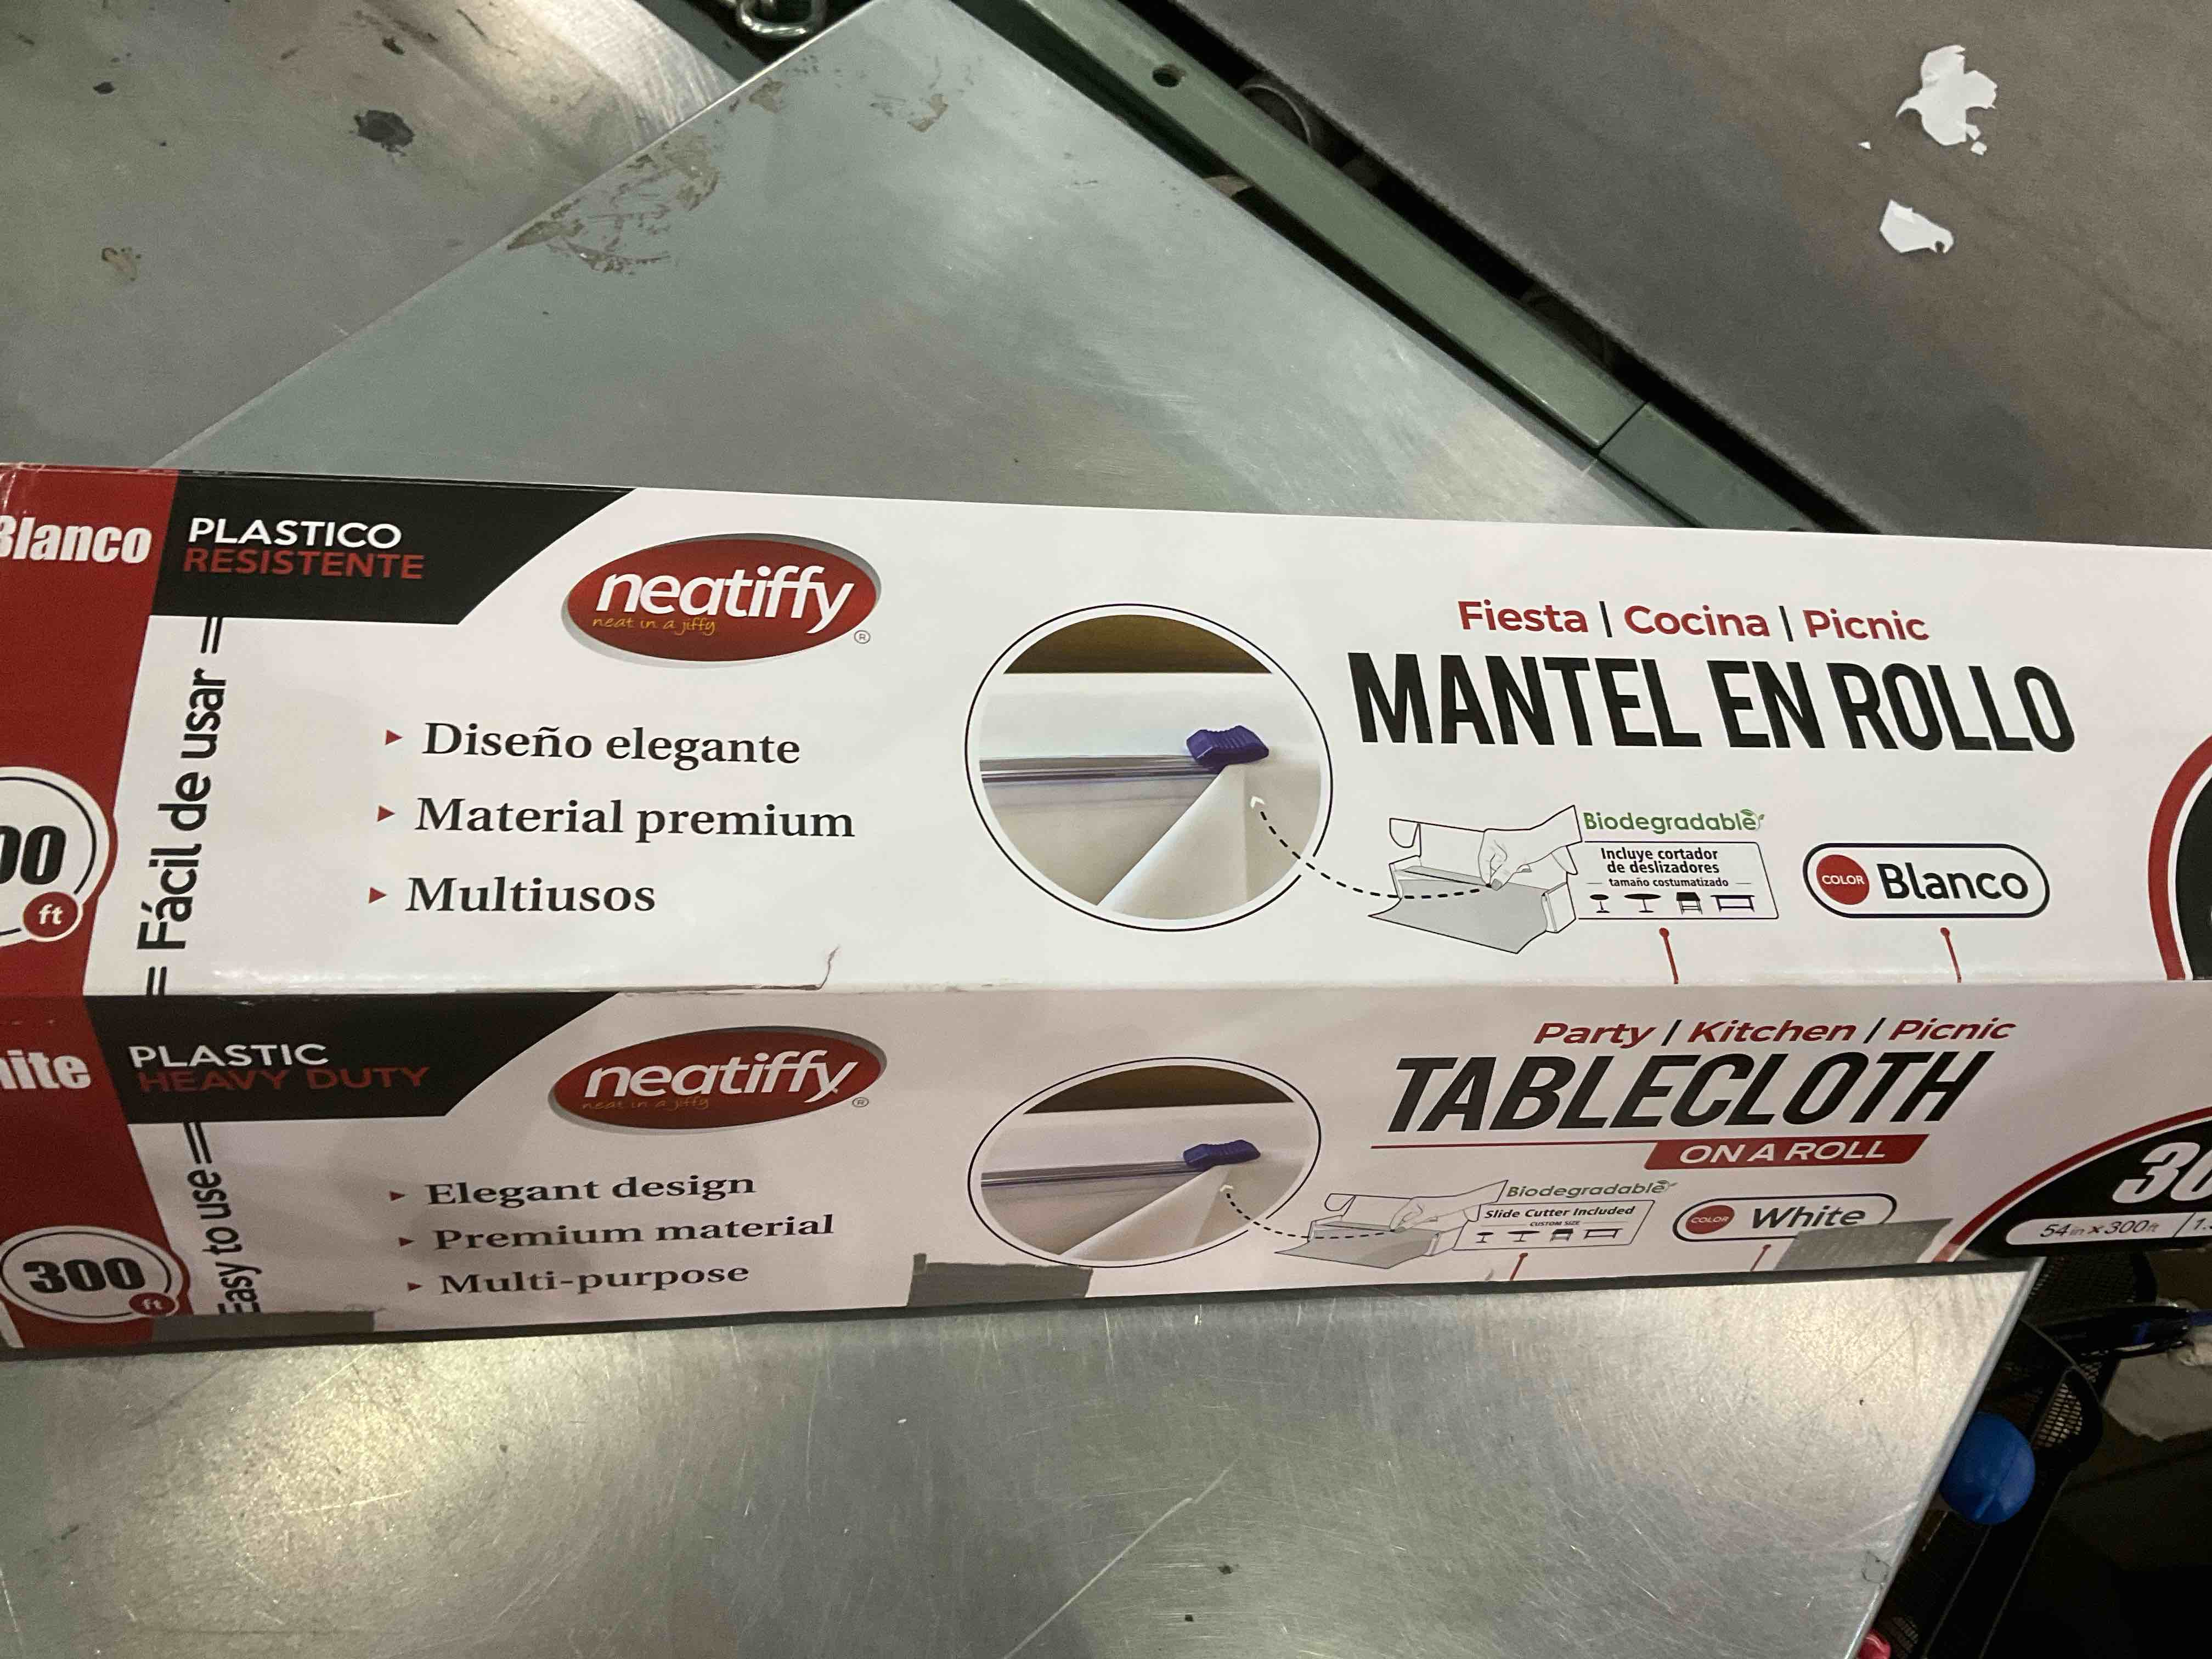 Blanco
PLASTICO
RESISTENTE
Fácil de usar
ft
neatiffy
neat in a jiffy
®
Diseño elegante
Material premium
Multiusos
Fiesta | Cocina | Picnic
MANTEL EN ROLLO
Biodegradable
Incluye cortador
de deslizadores
tamaño costumatizado
COLOR Blanco
PLASTIC
HEAVY DUTY
Easy to use
300
ft
neatiffy
neat in a jiffy
®
Elegant design
Premium material
Multi-purpose
Party | Kitchen | Picnic
TABLECLOTH
ON A ROLL
Biodegradable
Slide Cutter Included
CUSTOM SIZE
COLOR White
54in x 300ft